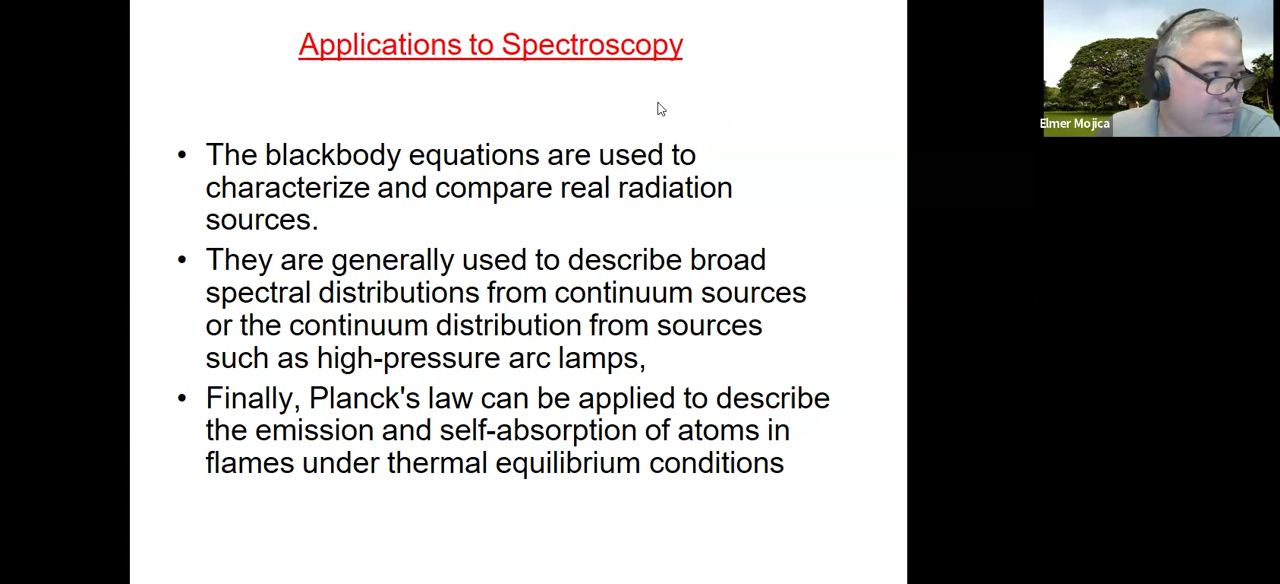 Applications to Spectroscopy
Elmer Mojica
• The blackbody equations are used to
characterize and compare real radiation
sources.
• They are generally used to describe broad
spectral distributions from continuum sources
or the continuum distribution from sources
such as high-pressure arc lamps,
• Finally, Planck's law can be applied to describe
the emission and self-absorption of atoms in
flames under thermal equilibrium conditions